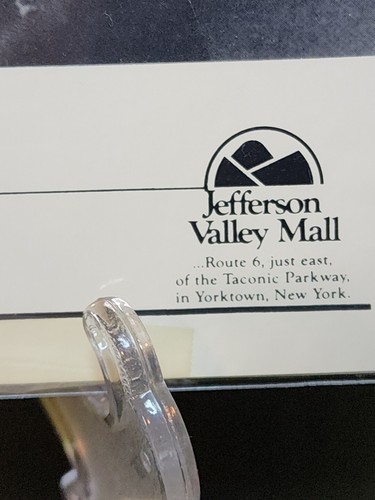 Jefferson
Valley Mall
...Route 6, just east,
of the Taconic Parkway,
in Yorktown, New York.